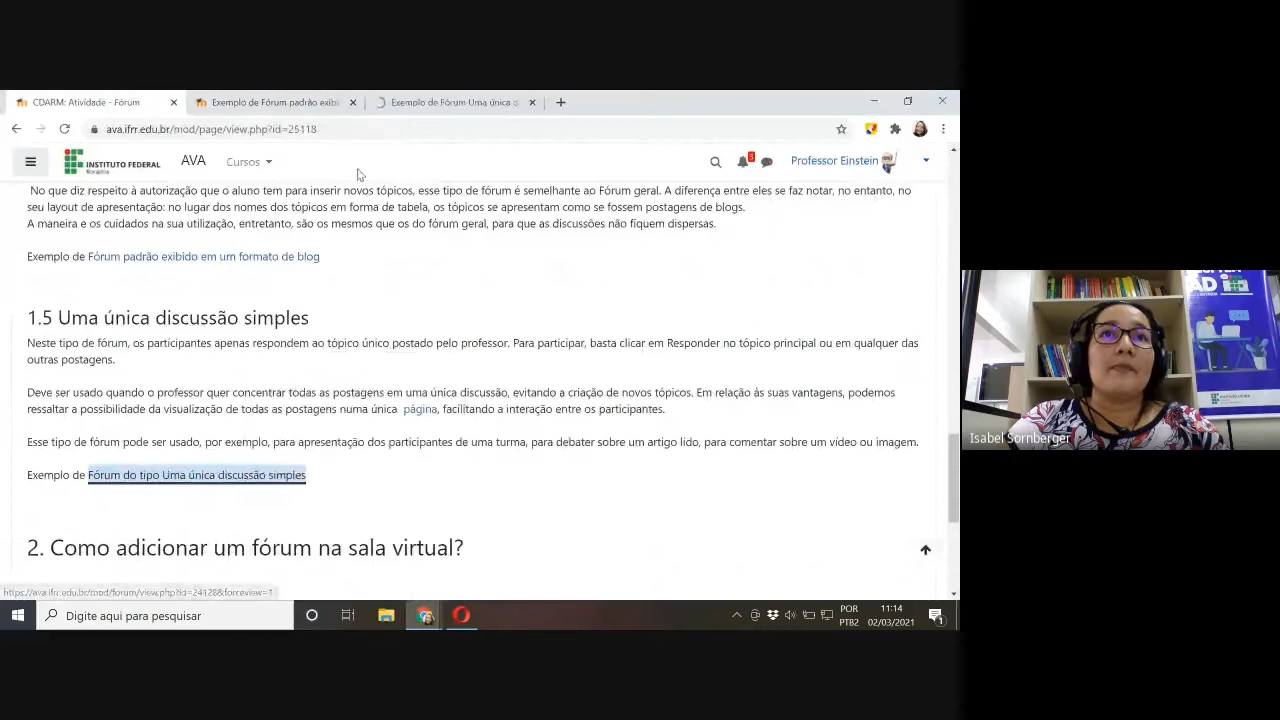 CDARM: Atividade - Fórum
Exemplo de Fórum padrão exibi
Exemplo de Fórum Uma única d
ava.ifrr.edu.br/mod/page/view.php?id=25118
INSTITUTO FEDERAL
Roraima
AVA
Cursos
3
Professor Einstein
No que diz respeito à autorização que o aluno tem para inserir novos tópicos, esse tipo de fórum é semelhante ao Fórum geral. A diferença entre eles se faz notar, no entanto, no
seu layout de apresentação: no lugar dos nomes dos tópicos em forma de tabela, os tópicos se apresentam como se fossem postagens de blogs.
A maneira e os cuidados na sua utilização, entretanto, são os mesmos que os do fórum geral, para que as discussões não fiquem dispersas.
Exemplo de Fórum padrão exibido em um formato de blog
1.5 Uma única discussão simples
Neste tipo de fórum, os participantes apenas respondem ao tópico único postado pelo professor. Para participar, basta clicar em Responder no tópico principal ou em qualquer das
outras postagens.
Deve ser usado quando o professor quer concentrar todas as postagens em uma única discussão, evitando a criação de novos tópicos. Em relação às suas vantagens, podemos
ressaltar a possibilidade da visualização de todas as postagens numa única página, facilitando a interação entre os participantes.
Esse tipo de fórum pode ser usado, por exemplo, para apresentação dos participantes de uma turma, para debater sobre um artigo lido, para comentar sobre um vídeo ou imagem.
Exemplo de Fórum do tipo Uma única discussão simples
2. Como adicionar um fórum na sala virtual?
https://ava.ifrr.edu.br/mod/forum/view.php?id=24128&forceview=1
Digite aqui para pesquisar
POR
PTB2
11:14
02/03/2021
1
AD
Isabel Sornberger